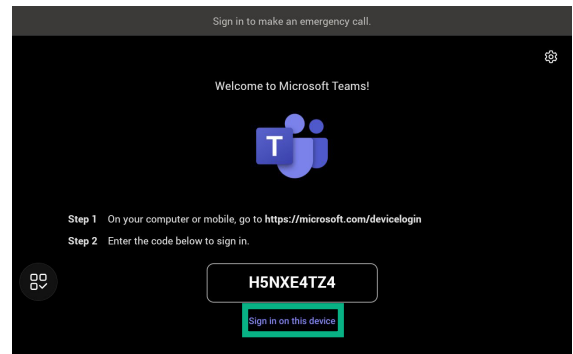 Sign in to make an emergency call.
Welcome to Microsoft Teams!
T
Step 1 On your computer or mobile, go to https://microsoft.com/devicelogin
Step 2 Enter the code below to sign in.
H5NXE4TZ4
Sign in on this device